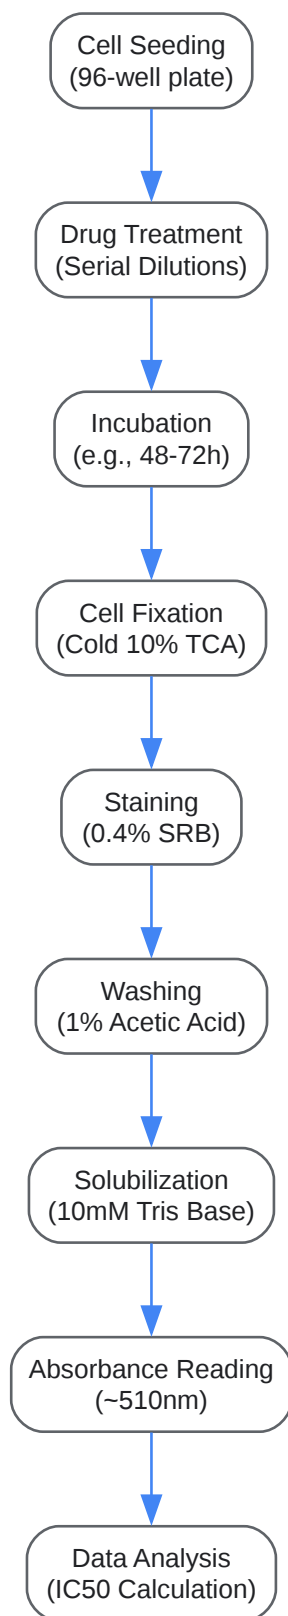 Cell Seeding
(96-well plate)
Drug Treatment
(Serial Dilutions)
Incubation
(e.g., 48-72h)
Cell Fixation
(Cold 10% TCA)
Staining
(0.4% SRB)
Washing
(1% Acetic Acid)
Solubilization
(10mM Tris Base)
Absorbance Reading
(~510nm)
Data Analysis
(IC50 Calculation)